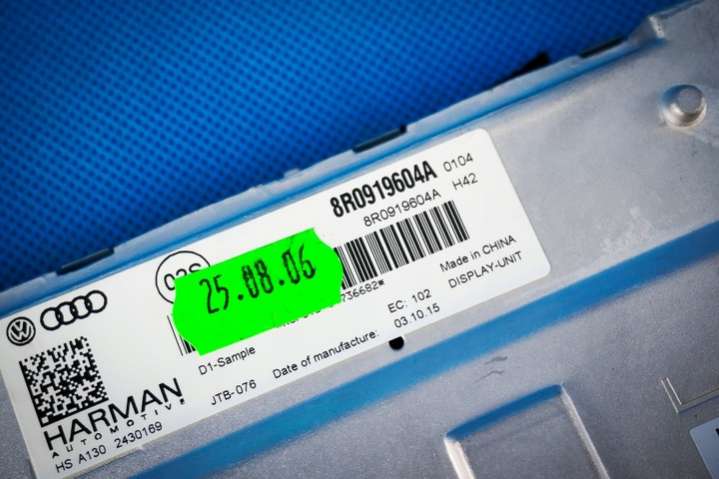 8R0919604A 0104
8R0919604A H42
25.08.06
736682*
Made in CHINA
DISPLAY-UNIT
D1-Sample
EC: 102
JTB-076 Date of manufacture: 03.10.15
HARMAN
AUTOMOTIVE
HS A130 2430169